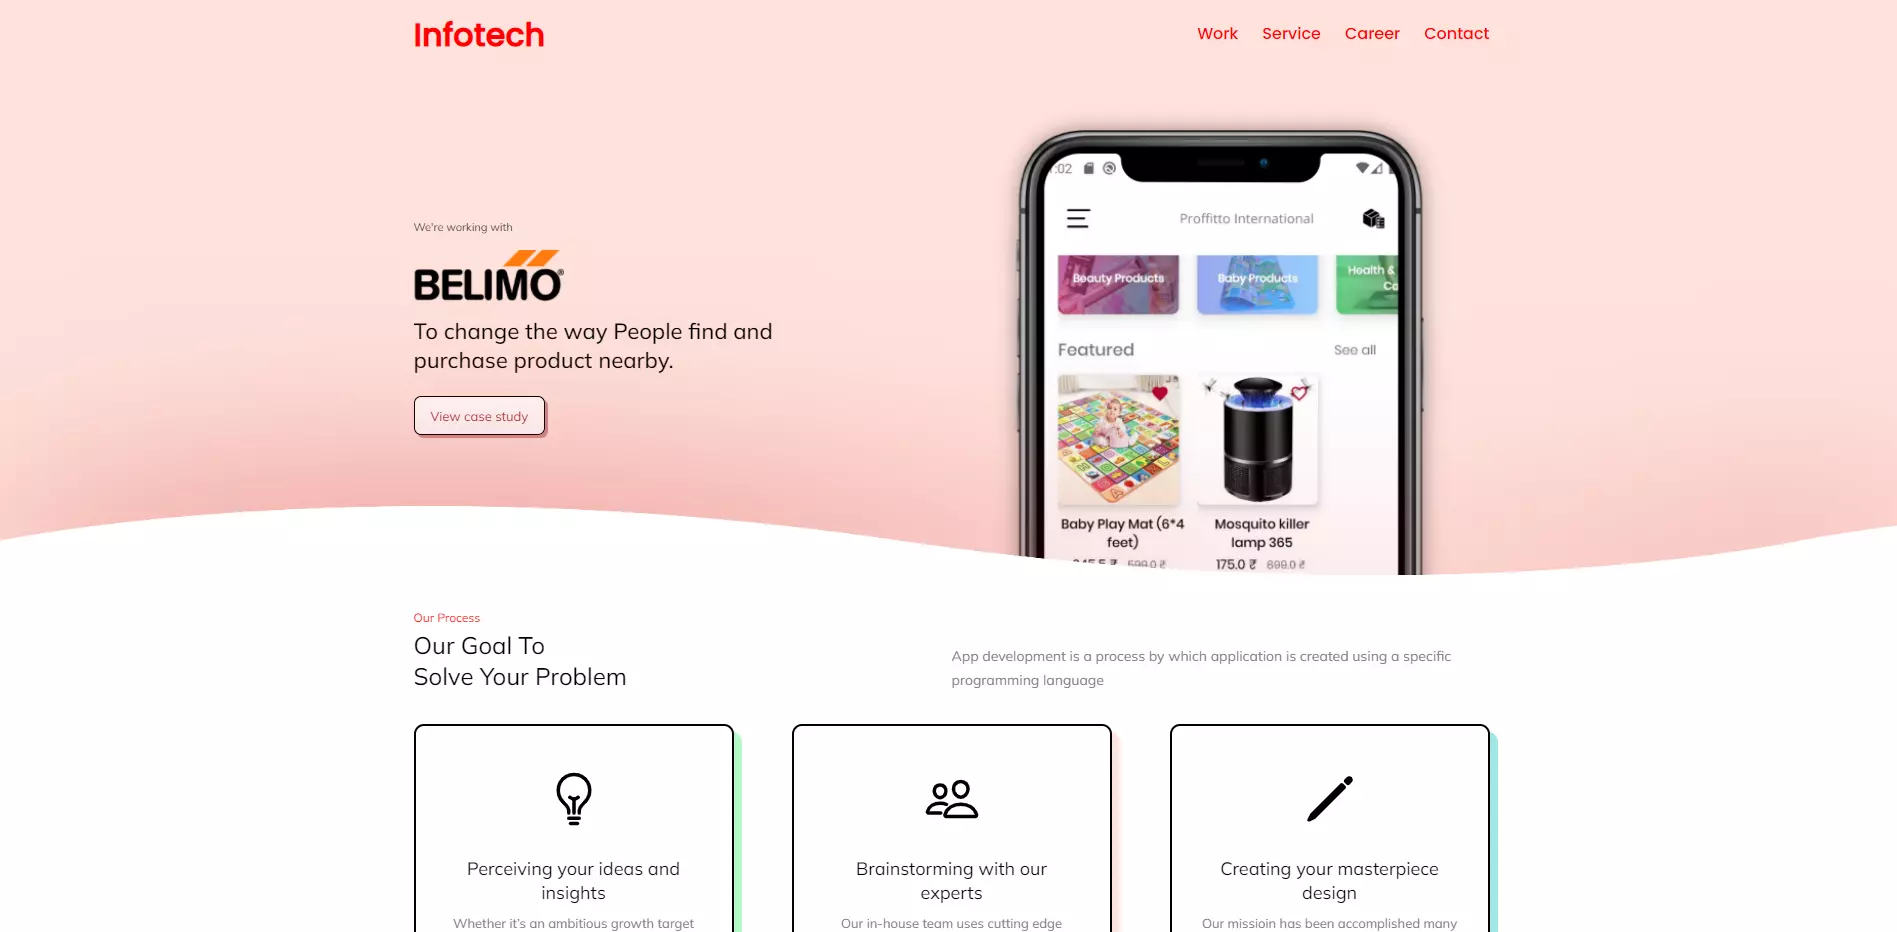 Infotech
Work Service Career Contact
We're working with
BELIMO®
To change the way People find and
purchase product nearby.
View case study
:02
Proffitto International
Beauty Products
Baby Products
Health &
Ca
Featured
See all
Baby Play Mat (6*4
feet)
Mosquito killer
lamp 365
599.0 ₹
175.0 ₹ 699.0 ₹
Our Process
Our Goal To
Solve Your Problem
App development is a process by which application is created using a specific
programming language
Perceiving your ideas and
insights
Whether it's an ambitious growth target
Brainstorming with our
experts
Our in-house team uses cutting edge
Creating your masterpiece
design
Our missioin has been accomplished many